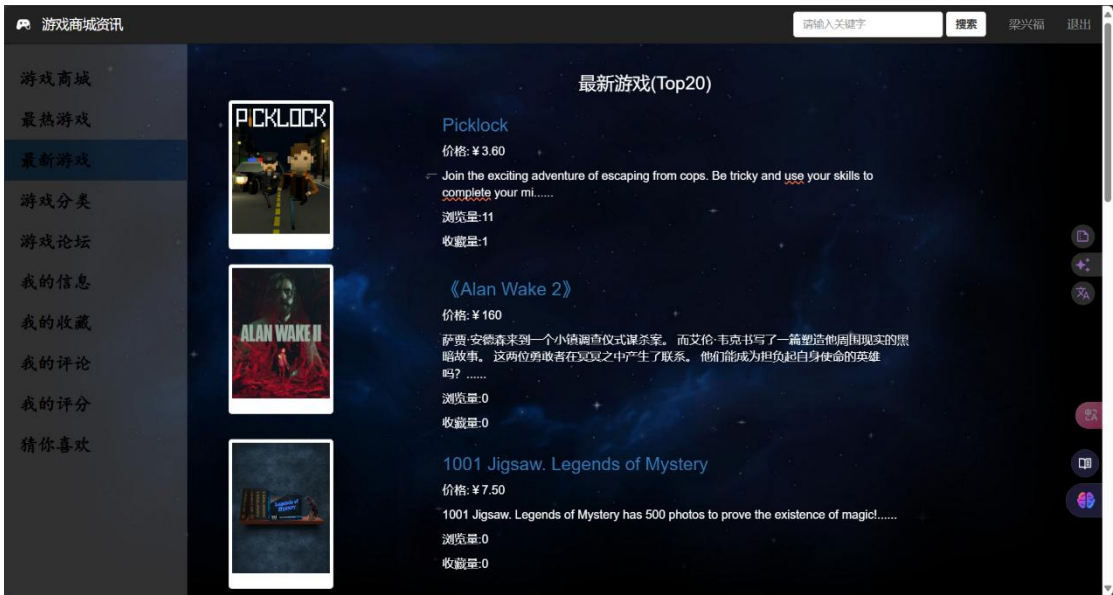 游戏商城资讯
请输入关键字
搜索
梁兴福
退出
游戏商城
最热游戏
最新游戏
游戏分类
游戏论坛
我的信息
我的收藏
我的评论
我的评分
猜你喜欢
最新游戏(Top20)
PICKLOCK
Picklock
价格:￥3.60
Join the exciting adventure of escaping from cops. Be tricky and use your skills to
complete your mi......
浏览量:11
收藏量:1
ALAN WAKE II
《Alan Wake 2》
价格:￥160
萨贾·安德森来到一个小镇调查仪式谋杀案。 而艾伦·韦克书写了一篇塑造他周围现实的黑
暗故事。 这两位勇敢者在冥冥之中产生了联系。 他们能成为担负起自身使命的英雄
吗？......
浏览量:0
收藏量:0
Legends of
Mystery
1001 Jigsaw. Legends of Mystery
价格:￥7.50
1001 Jigsaw. Legends of Mystery has 500 photos to prove the existence of magic!......
浏览量:0
收藏量:0